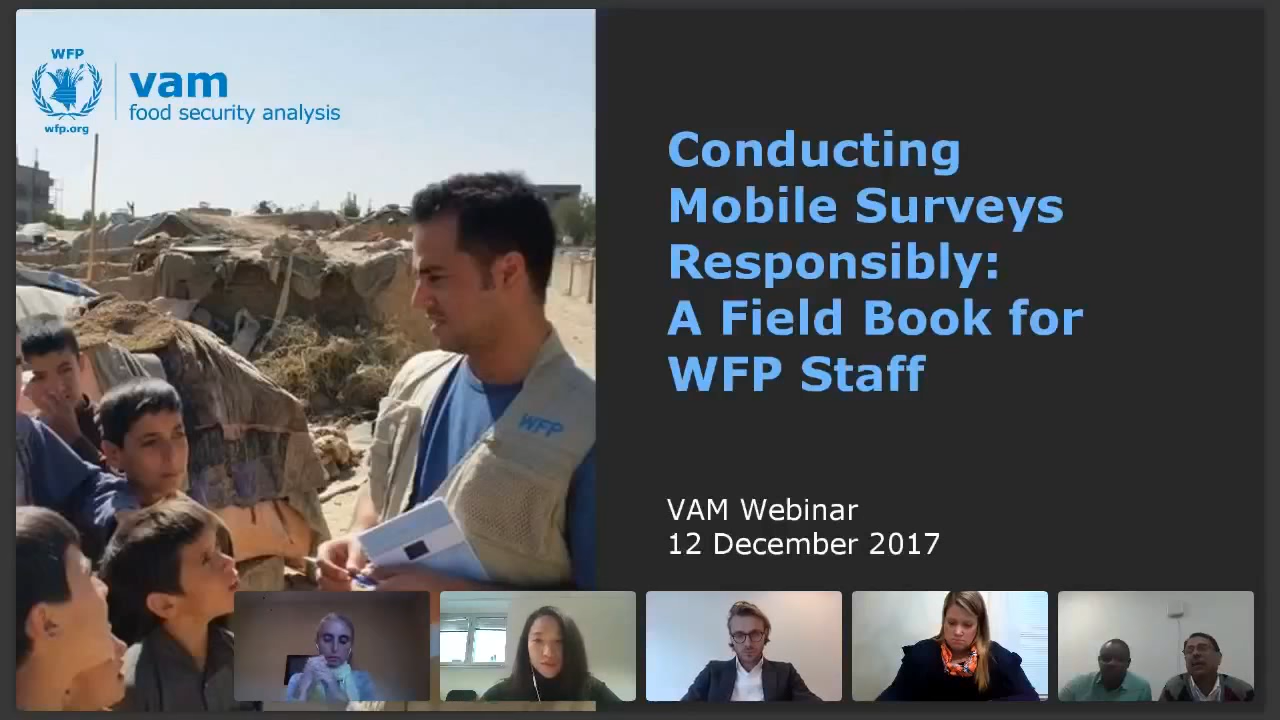 WFP
vam
food security analysis
wfp.org
Conducting
Mobile Surveys
Responsibly:
A Field Book for
WFP Staff
WFP
VAM Webinar
12 December 2017